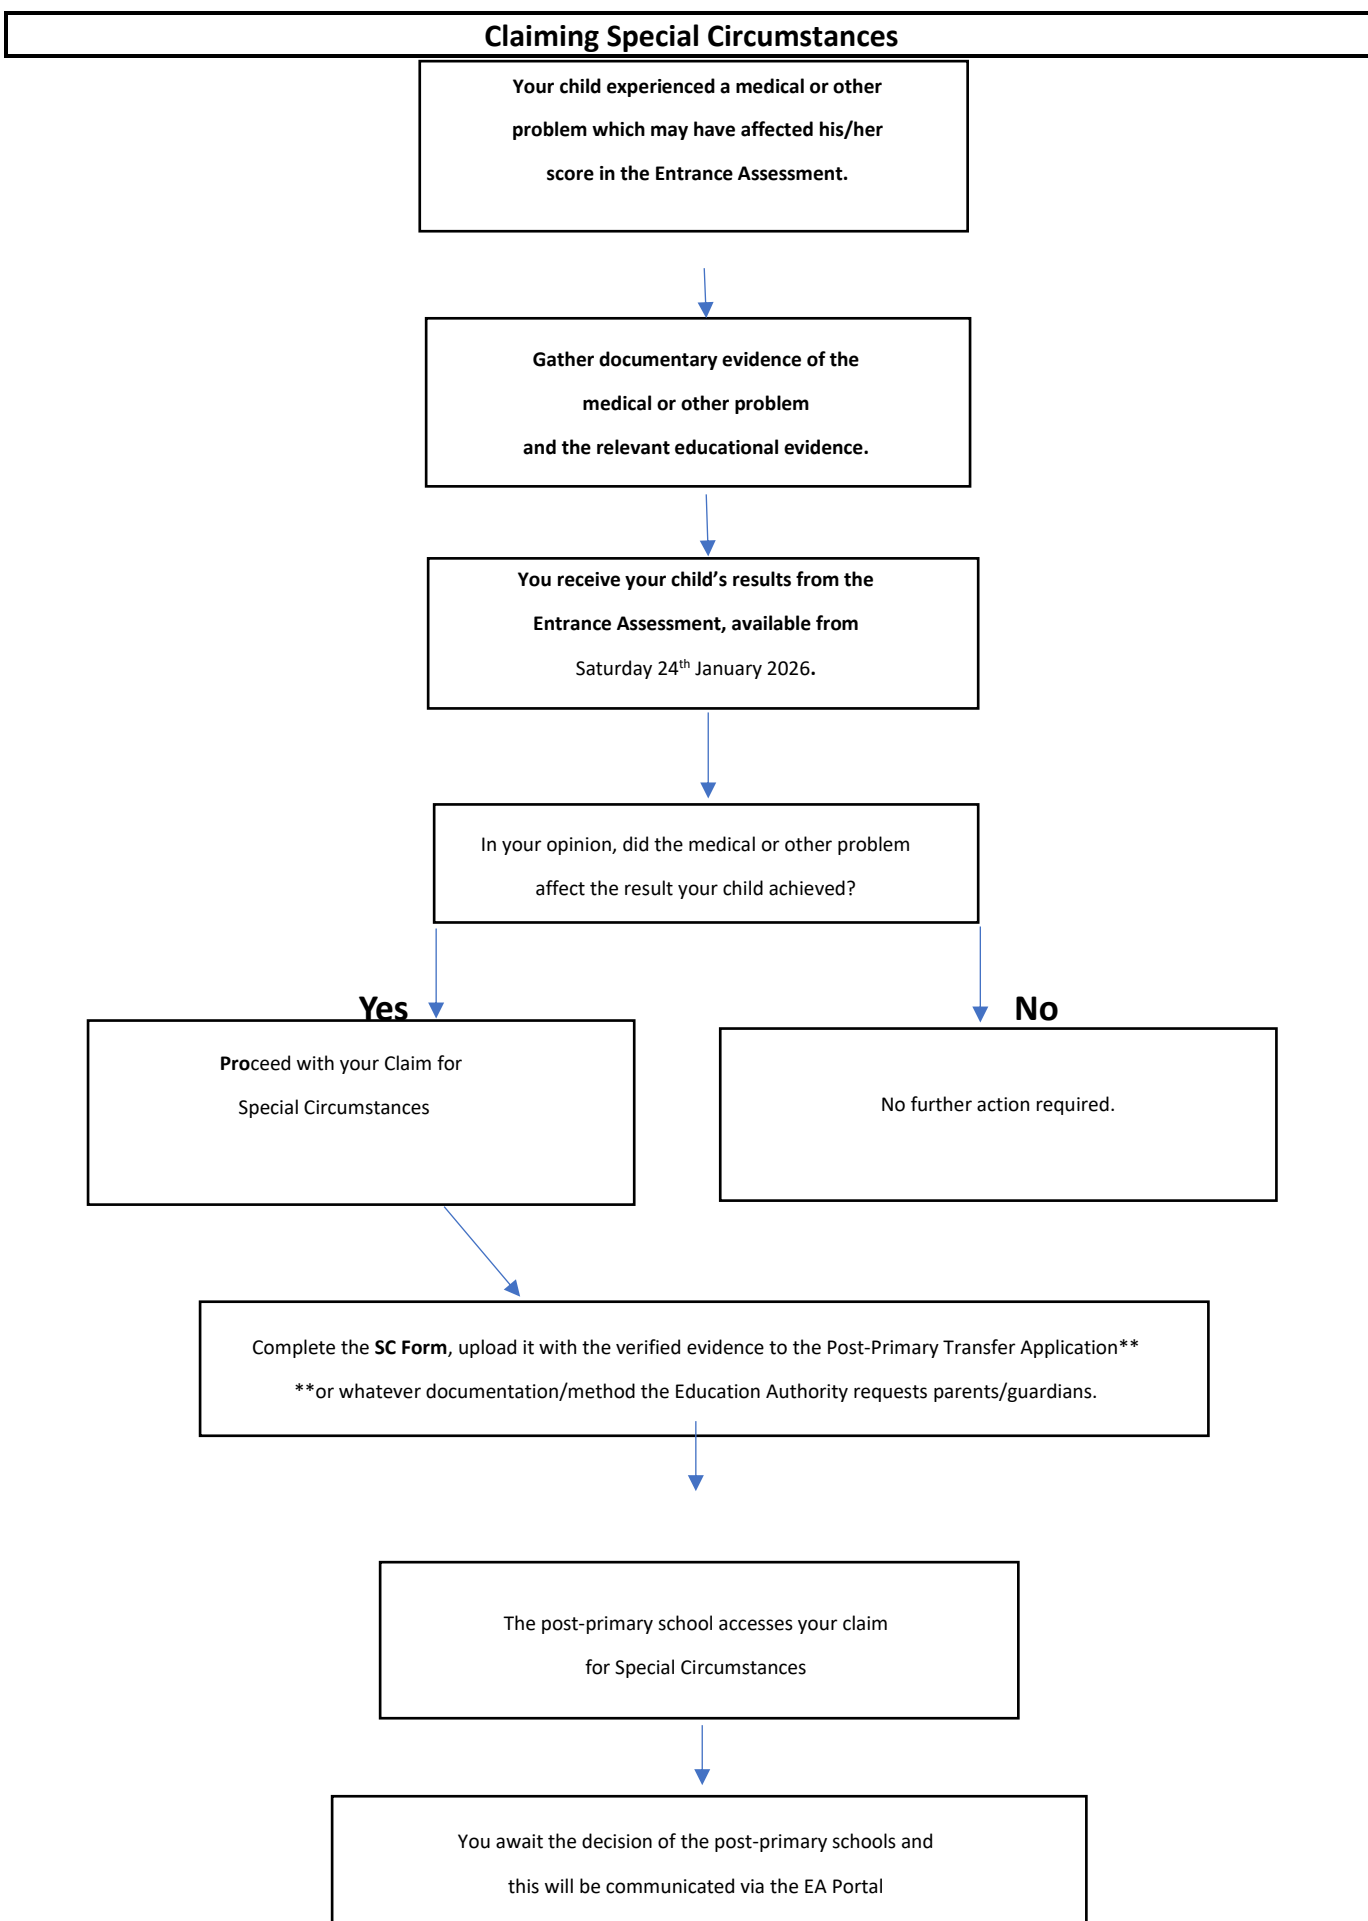 Claiming Special Circumstances
Your child experienced a medical or other
problem which may have affected his/her
score in the Entrance Assessment.
Gather documentary evidence of the
medical or other problem
and the relevant educational evidence.
You receive your child’s results from the
Entrance Assessment, available from
Saturday 24th January 2026.
In your opinion, did the medical or other problem
affect the result your child achieved?
Yes
No
Proceed with your Claim for
Special Circumstances
No further action required.
Complete the SC Form, upload it with the verified evidence to the Post-Primary Transfer Application**
**or whatever documentation/method the Education Authority requests parents/guardians.
The post-primary school accesses your claim
for Special Circumstances
You await the decision of the post-primary schools and
this will be communicated via the EA Portal